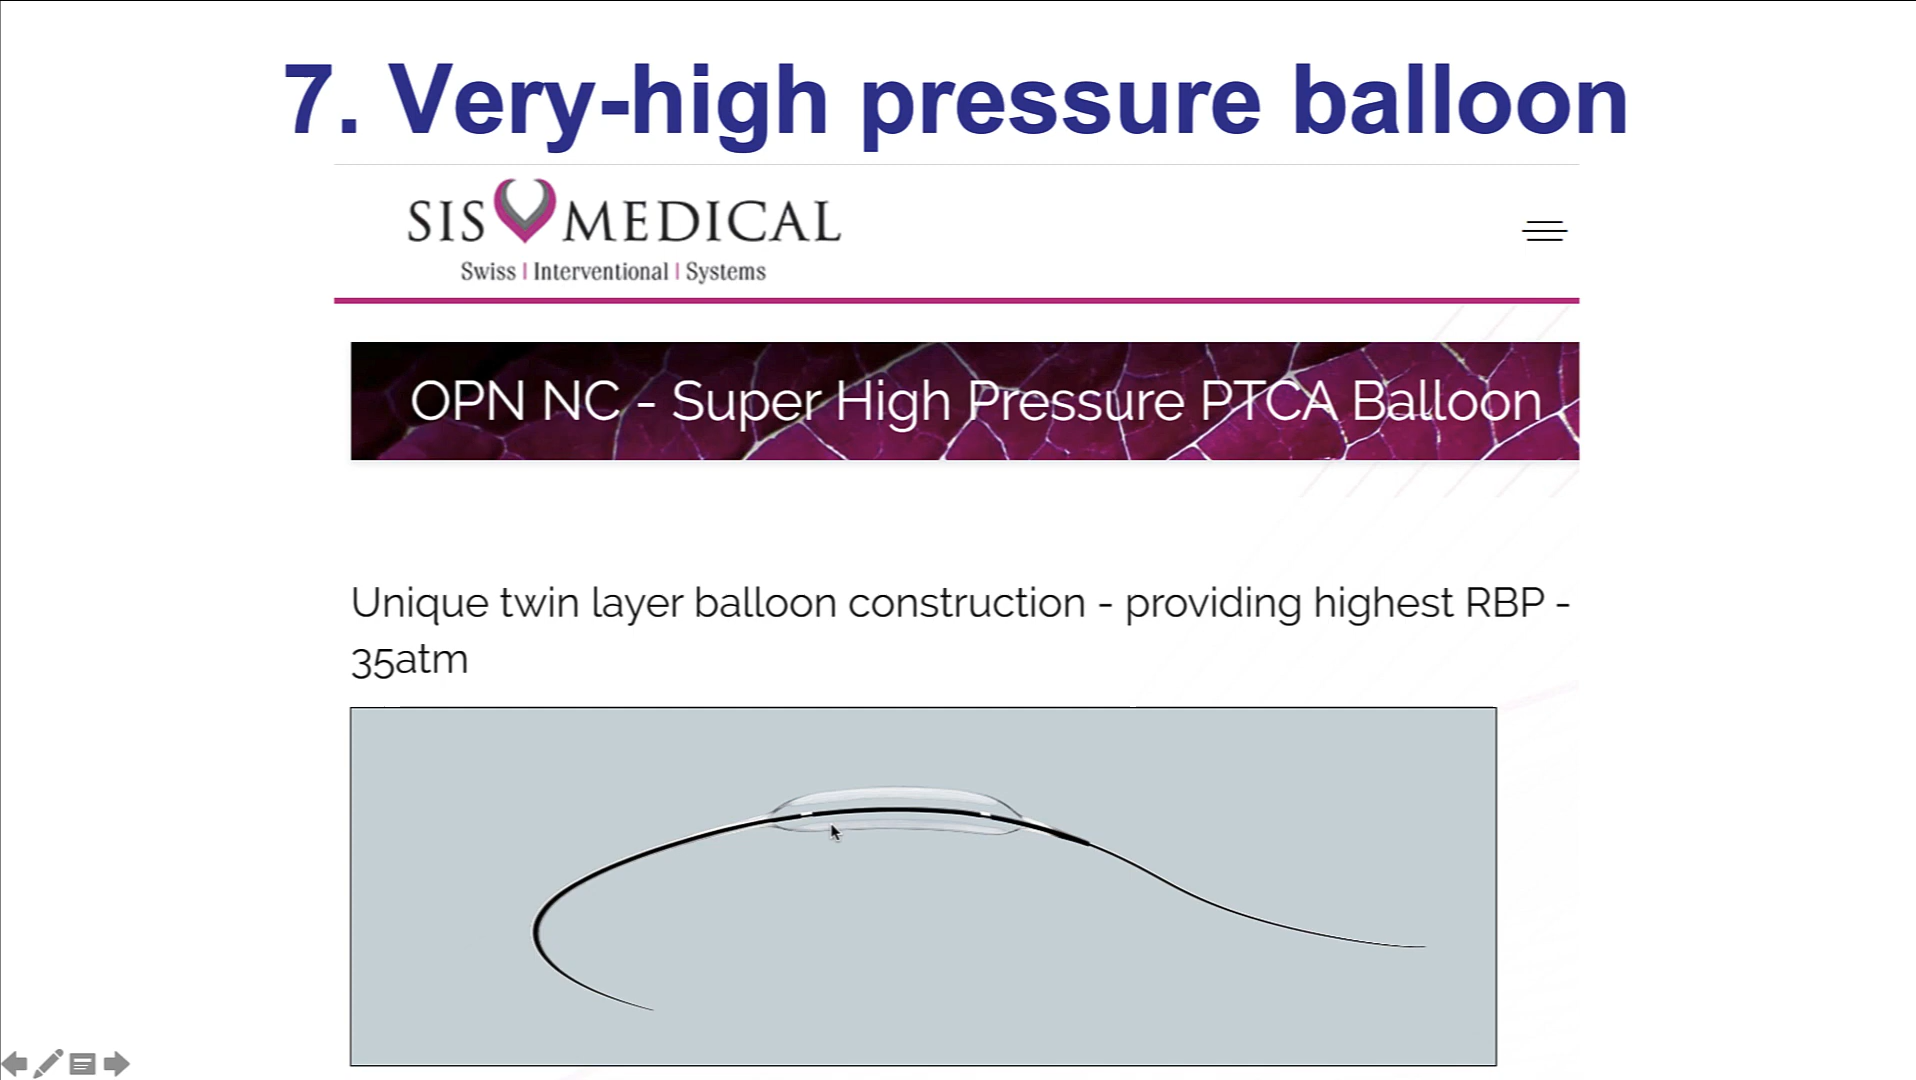 7. Very-high pressure balloon
SIS MEDICAL
Swiss | Interventional | Systems
OPN NC - Super High Pressure PTCA Balloon
Unique twin layer balloon construction - providing highest RBP -
35atm